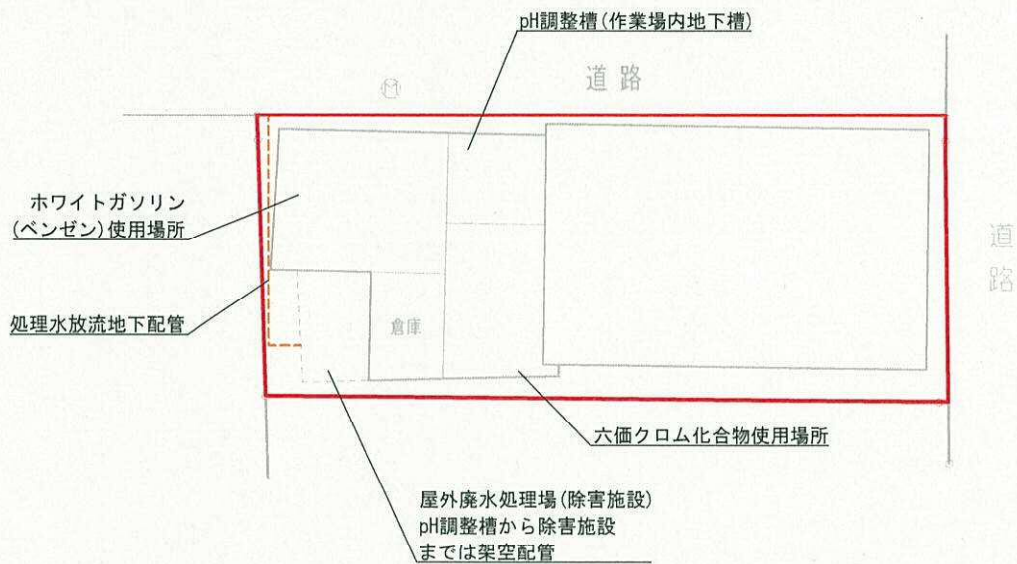 pH調整槽(作業場内地下槽)
道路
ホワイトガソリン
(ベンゼン)使用場所
道路
処理水放流地下配管
倉庫
六価クロム化合物使用場所
屋外廃水処理場(除害施設)
pH調整槽から除害施設
までは架空配管